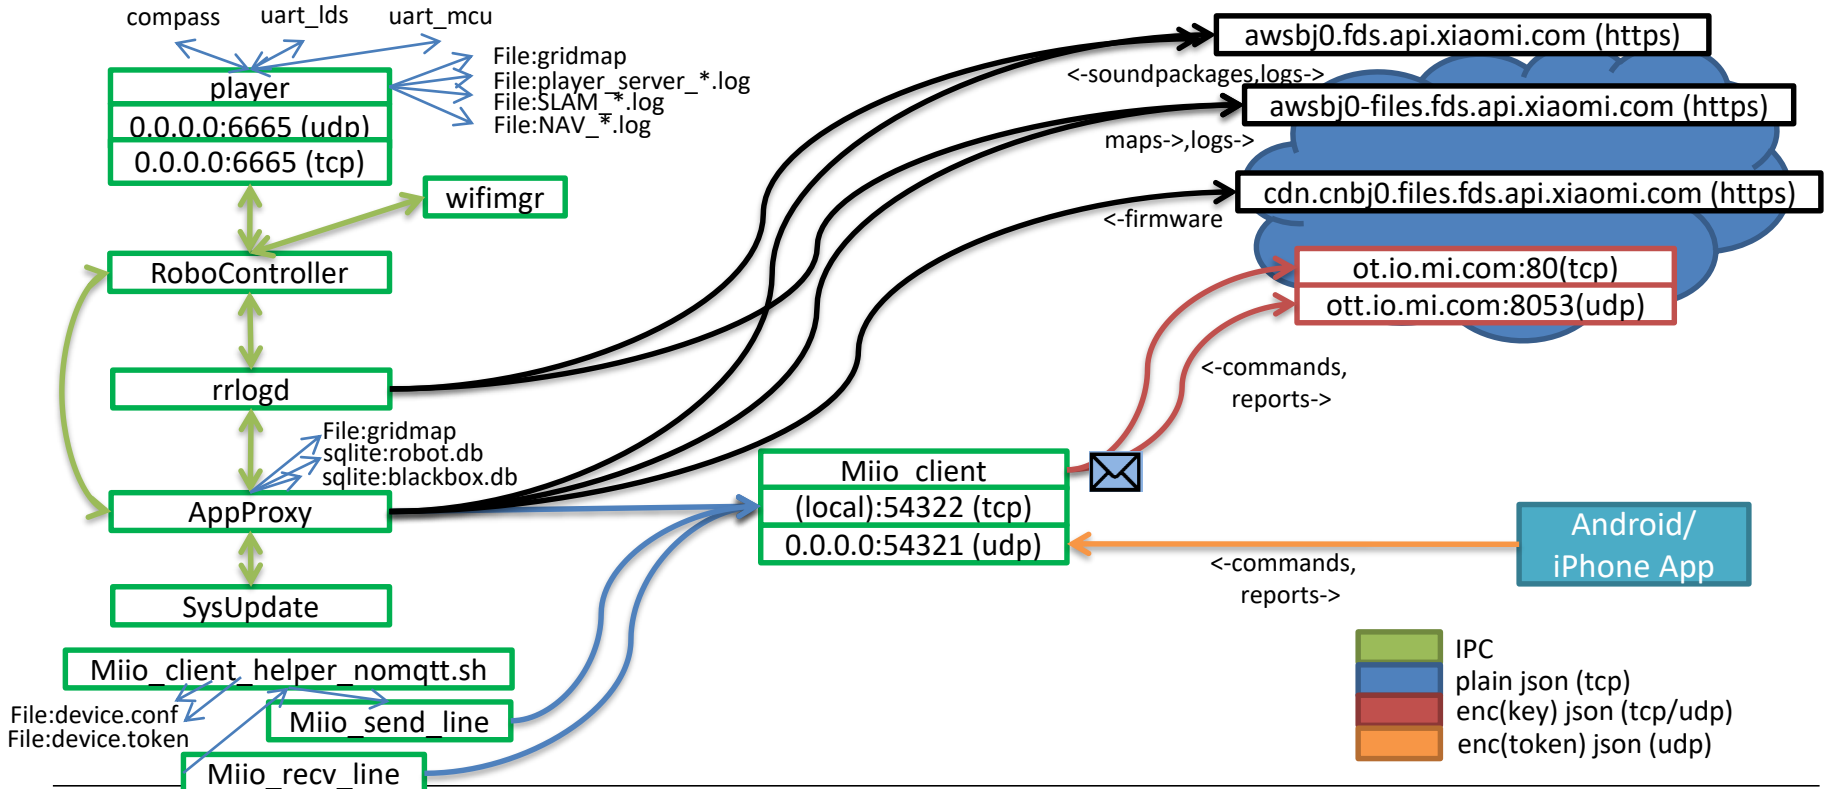 compass
uart_lds
uart_mcu
File:gridmap
File:player_server_*.log
File:SLAM_*.log
File:NAV_*.log
player
0.0.0.0:6665 (udp)
0.0.0.0:6665 (tcp)
wifimgr
RoboController
rrlogd
File:gridmap
sqlite:robot.db
sqlite:blackbox.db
AppProxy
SysUpdate
Miio_client_helper_nomqtt.sh
File:device.conf
File:device.token
Miio_send_line
Miio_recv_line
Miio_client
(local):54322 (tcp)
0.0.0.0:54321 (udp)
awsbj0.fds.api.xiaomi.com (https)
<-soundpackages,logs->
awsbj0-files.fds.api.xiaomi.com (https)
maps->,logs->
cdn.cnbj0.files.fds.api.xiaomi.com (https)
<-firmware
ot.io.mi.com:80(tcp)
ott.io.mi.com:8053(udp)
<-commands,
reports->
Android/
iPhone App
<-commands,
reports->
IPC
plain json (tcp)
enc(key) json (tcp/udp)
enc(token) json (udp)